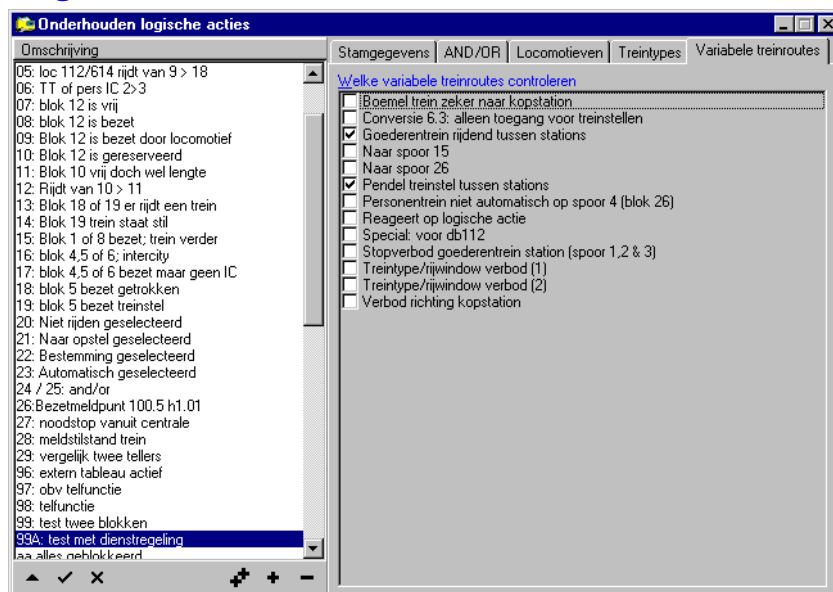 Onderhouden logische acties
Omschrijving
Stamgegevens AND/OR Locomotieven Treintypes Variabele treinroutes
05: loc 112/614 rijdt van 9 > 18
06: TT of pers IC 2>3
07: blok 12 is vrij
08: blok 12 is bezet
09: Blok 12 is bezet door locomotief
10: Blok 12 is gereserveerd
11: Blok 10 vrij doch wel lengte
12: Rijdt van 10 > 11
13: Blok 18 of 19 er rijdt een trein
14: Blok 19 trein staat stil
15: Blok 1 of 8 bezet; trein verder
16: blok 4,5 of 6; intercity
17: blok 4,5 of 6 bezet maar geen IC
18: blok 5 bezet getrokken
19: blok 5 bezet treinstel
20: Niet rijden geselecteerd
21: Naar opstel geselecteerd
22: Bestemming geselecteerd
23: Automatisch geselecteerd
24 / 25: and/or
26:Bezetmeldpunt 100.5 h1.01
27: noodstop vanuit centrale
28: meldstilstand trein
29: vergelijk twee tellers
96: extern tableau actief
97: obv telfunctie
98: telfunctie
99: test twee blokken
99A: test met dienstregeling
aa alles geblokkeerd
Welke variabele treinroutes controleren
Boemel trein zeker naar kopstation
Conversie 6.3: alleen toegang voor treinstellen
Goederentrein rijdend tussen stations
Naar spoor 15
Naar spoor 26
Pendel treinstel tussen stations
Personentrein niet automatisch op spoor 4 (blok 26)
Reageert op logische actie
Special: voor db112
Stopverbod goederentrein station (spoor 1,2 & 3)
Treintype/rijwindow verbod (1)
Treintype/rijwindow verbod (2)
Verbod richting kopstation